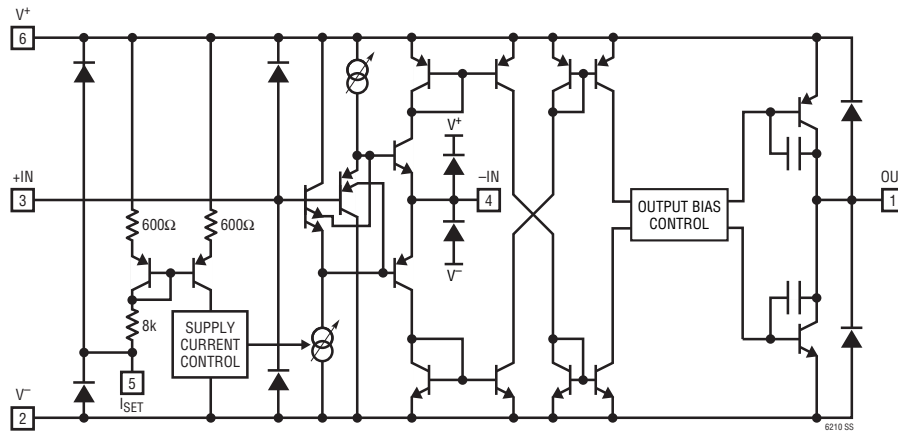 V+
6
V+
+IN
3
–IN
4
OUT
1
OUTPUT BIAS
CONTROL
600Ω
600Ω
V–
8k
SUPPLY
CURRENT
CONTROL
5
ISET
V–
2
6210 SS